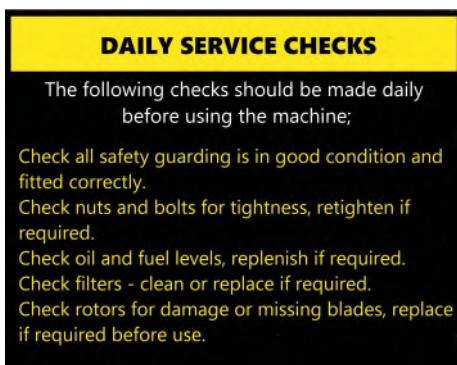 DAILY SERVICE CHECKS
The following checks should be made daily
before using the machine;
Check all safety guarding is in good condition and
fitted correctly.
Check nuts and bolts for tightness, retighten if
required.
Check oil and fuel levels, replenish if required.
Check filters - clean or replace if required.
Check rotors for damage or missing blades, replace
if required before use.